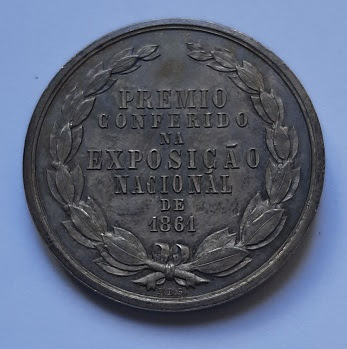 PREMIO
CONFERIDO
NA
EXPOSIÇÃO
NACIONAL
DE
1861